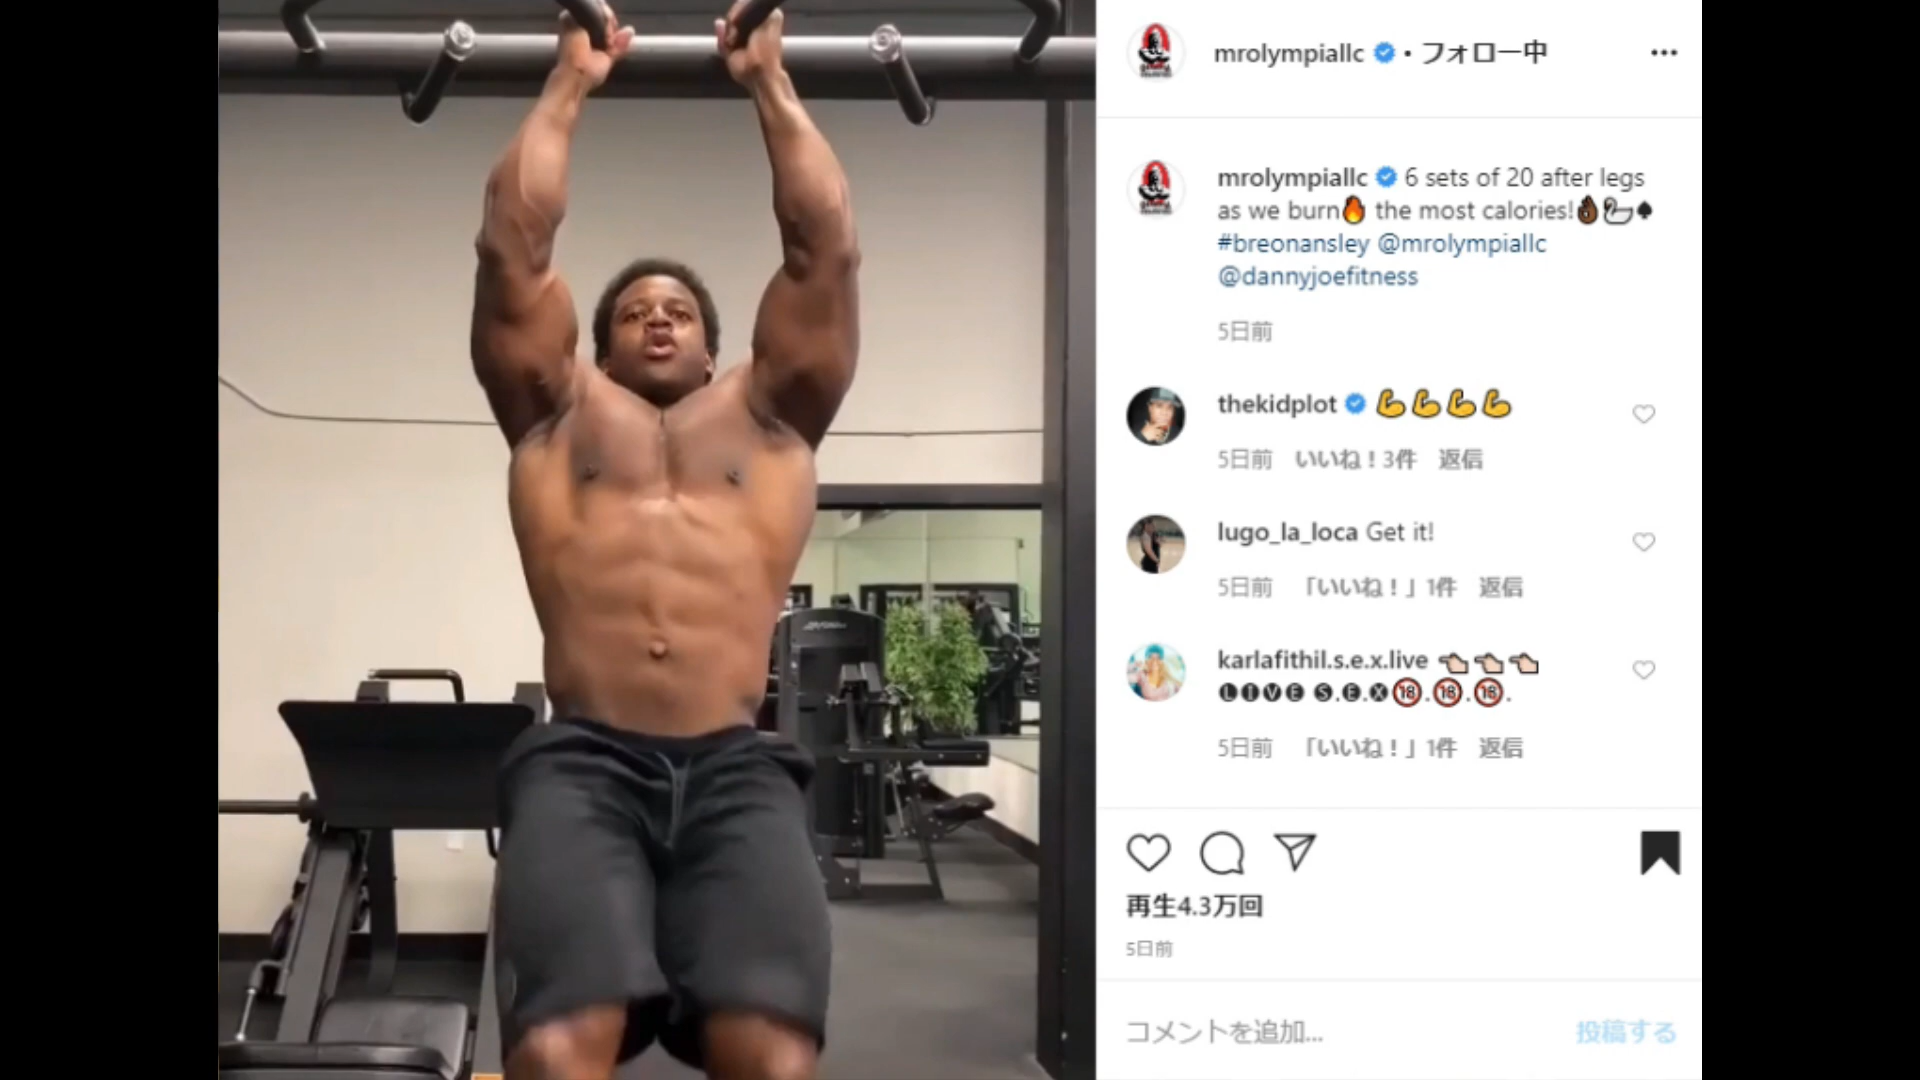 mrolympiallc • フォロー中
mrolympiallc 6 sets of 20 after legs
as we burn🔥 the most calories!👌🏿🦢♠
#breonansley @mrolympiallc
@dannyjoefitness
5日前
thekidplot 💪💪💪💪
5日前 いいね！3件 返信
lugo_la_loca Get it!
5日前 「いいね！」1件 返信
karlafithil.s.e.x.live 👈🏻👈🏻👈🏻
🅛🅘🅥🅔 🅢.🅔.🅧🔞.🔞.🔞.
5日前 「いいね！」1件 返信
再生4.3万回
5日前
コメントを追加... 投稿する